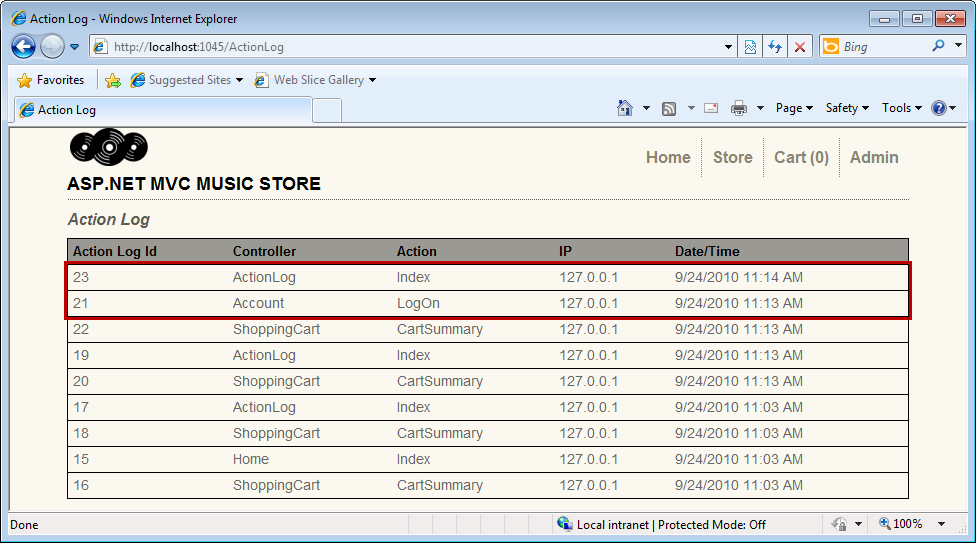 Action Log - Windows Internet Explorer
http://localhost:1045/ActionLog
Bing
Favorites Suggested Sites Web Slice Gallery
Action Log
Page Safety Tools
Home Store Cart (0) Admin
ASP.NET MVC MUSIC STORE
Action Log
Action Log Id Controller Action IP Date/Time
23 ActionLog Index 127.0.0.1 9/24/2010 11:14 AM
21 Account LogOn 127.0.0.1 9/24/2010 11:13 AM
22 ShoppingCart CartSummary 127.0.0.1 9/24/2010 11:13 AM
19 ActionLog Index 127.0.0.1 9/24/2010 11:13 AM
20 ShoppingCart CartSummary 127.0.0.1 9/24/2010 11:13 AM
17 ActionLog Index 127.0.0.1 9/24/2010 11:03 AM
18 ShoppingCart CartSummary 127.0.0.1 9/24/2010 11:03 AM
15 Home Index 127.0.0.1 9/24/2010 11:03 AM
16 ShoppingCart CartSummary 127.0.0.1 9/24/2010 11:03 AM
Done Local intranet | Protected Mode: Off 100%